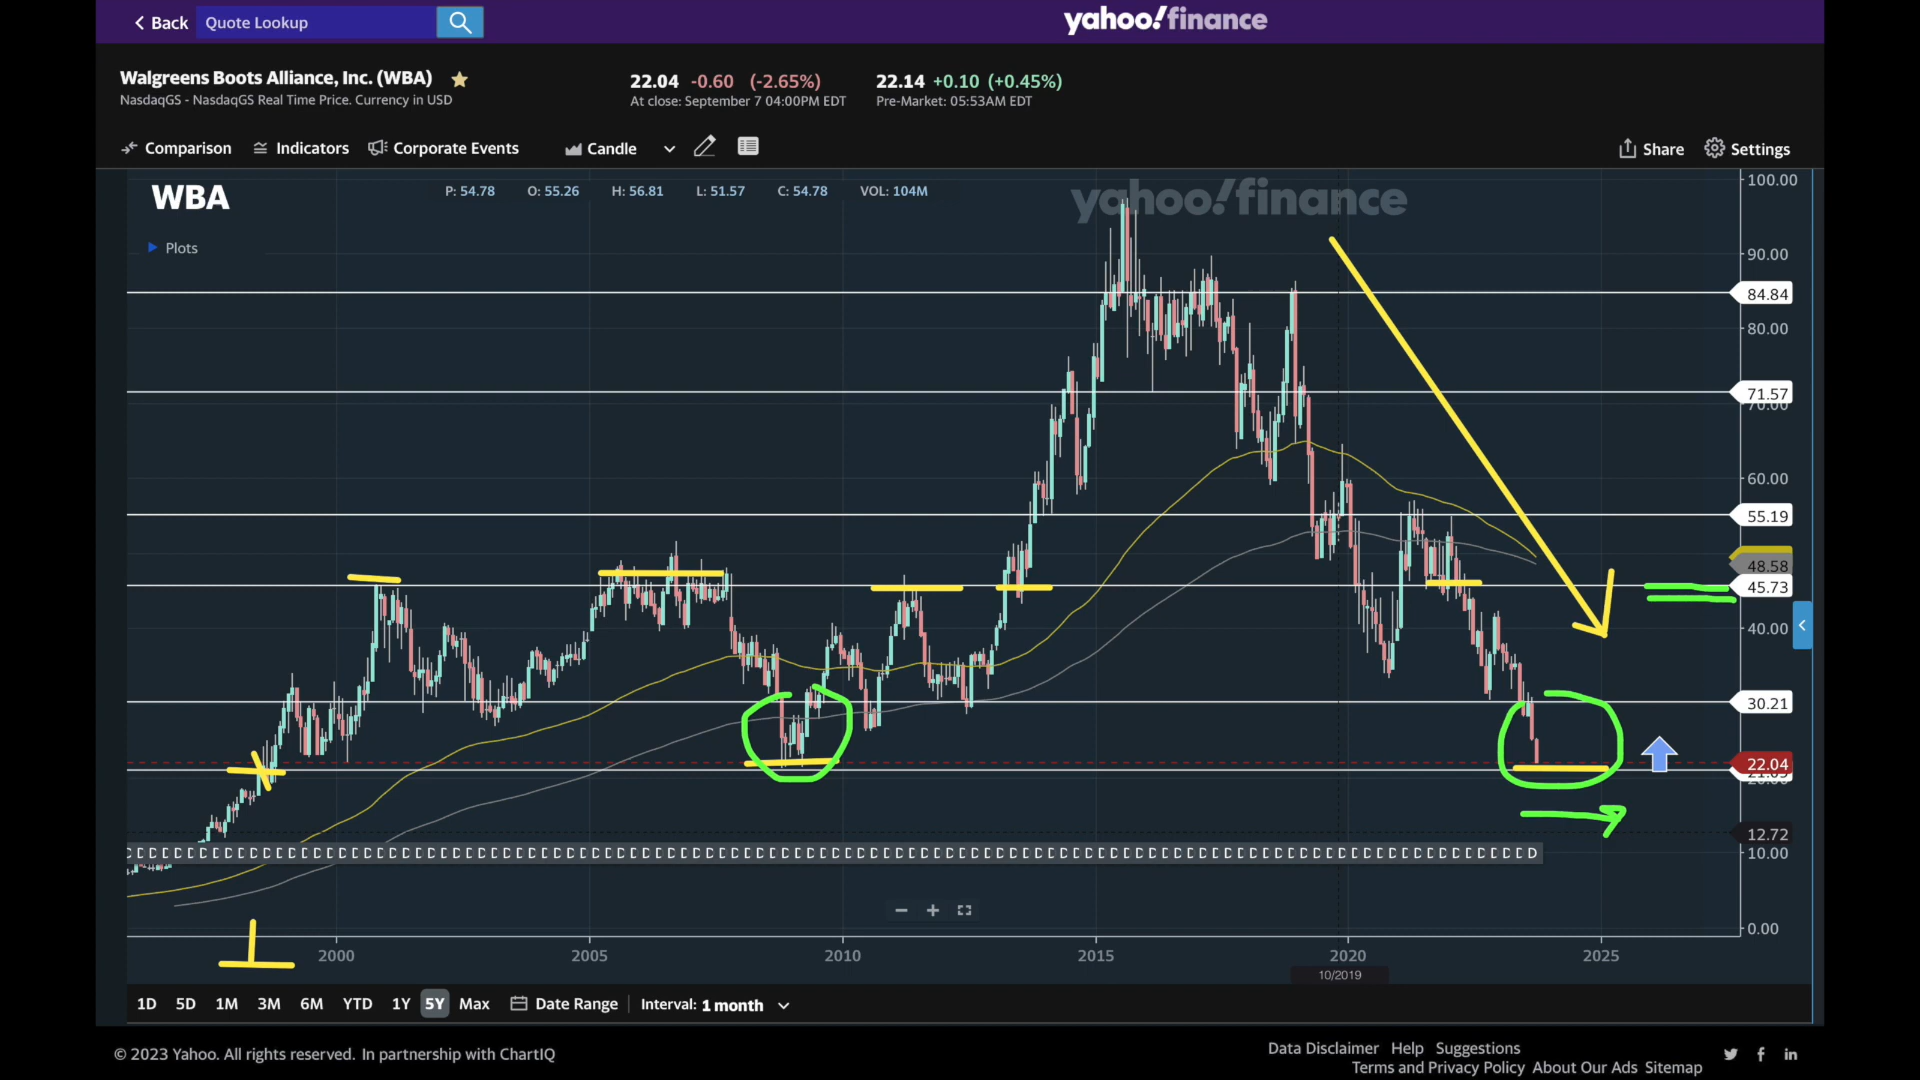 Back
Quote Lookup
yahoo!finance
Walgreens Boots Alliance, Inc. (WBA)
22.04 -0.60 (-2.65%)
22.14 +0.10 (+0.45%)
NasdaqGS - NasdaqGS Real Time Price. Currency in USD
At close: September 7 04:00PM EDT
Pre-Market: 05:53AM EDT
Comparison
Indicators
Corporate Events
Candle
Share
Settings
WBA
P: 54.78 O: 55.26 H: 56.81 L: 51.57 C: 54.78 VOL: 104M
yahoo!finance
Plots
100.00
90.00
84.84
80.00
71.57
70.00
60.00
55.19
48.58
45.73
40.00
30.21
22.04
12.72
10.00
0.00
D
2000 2005 2010 2015 2020 2025
10/2019
1D 5D 1M 3M 6M YTD 1Y 5Y Max Date Range Interval: 1 month
© 2023 Yahoo. All rights reserved. In partnership with ChartIQ
Data Disclaimer Help Suggestions
Terms and Privacy Policy About Our Ads Sitemap